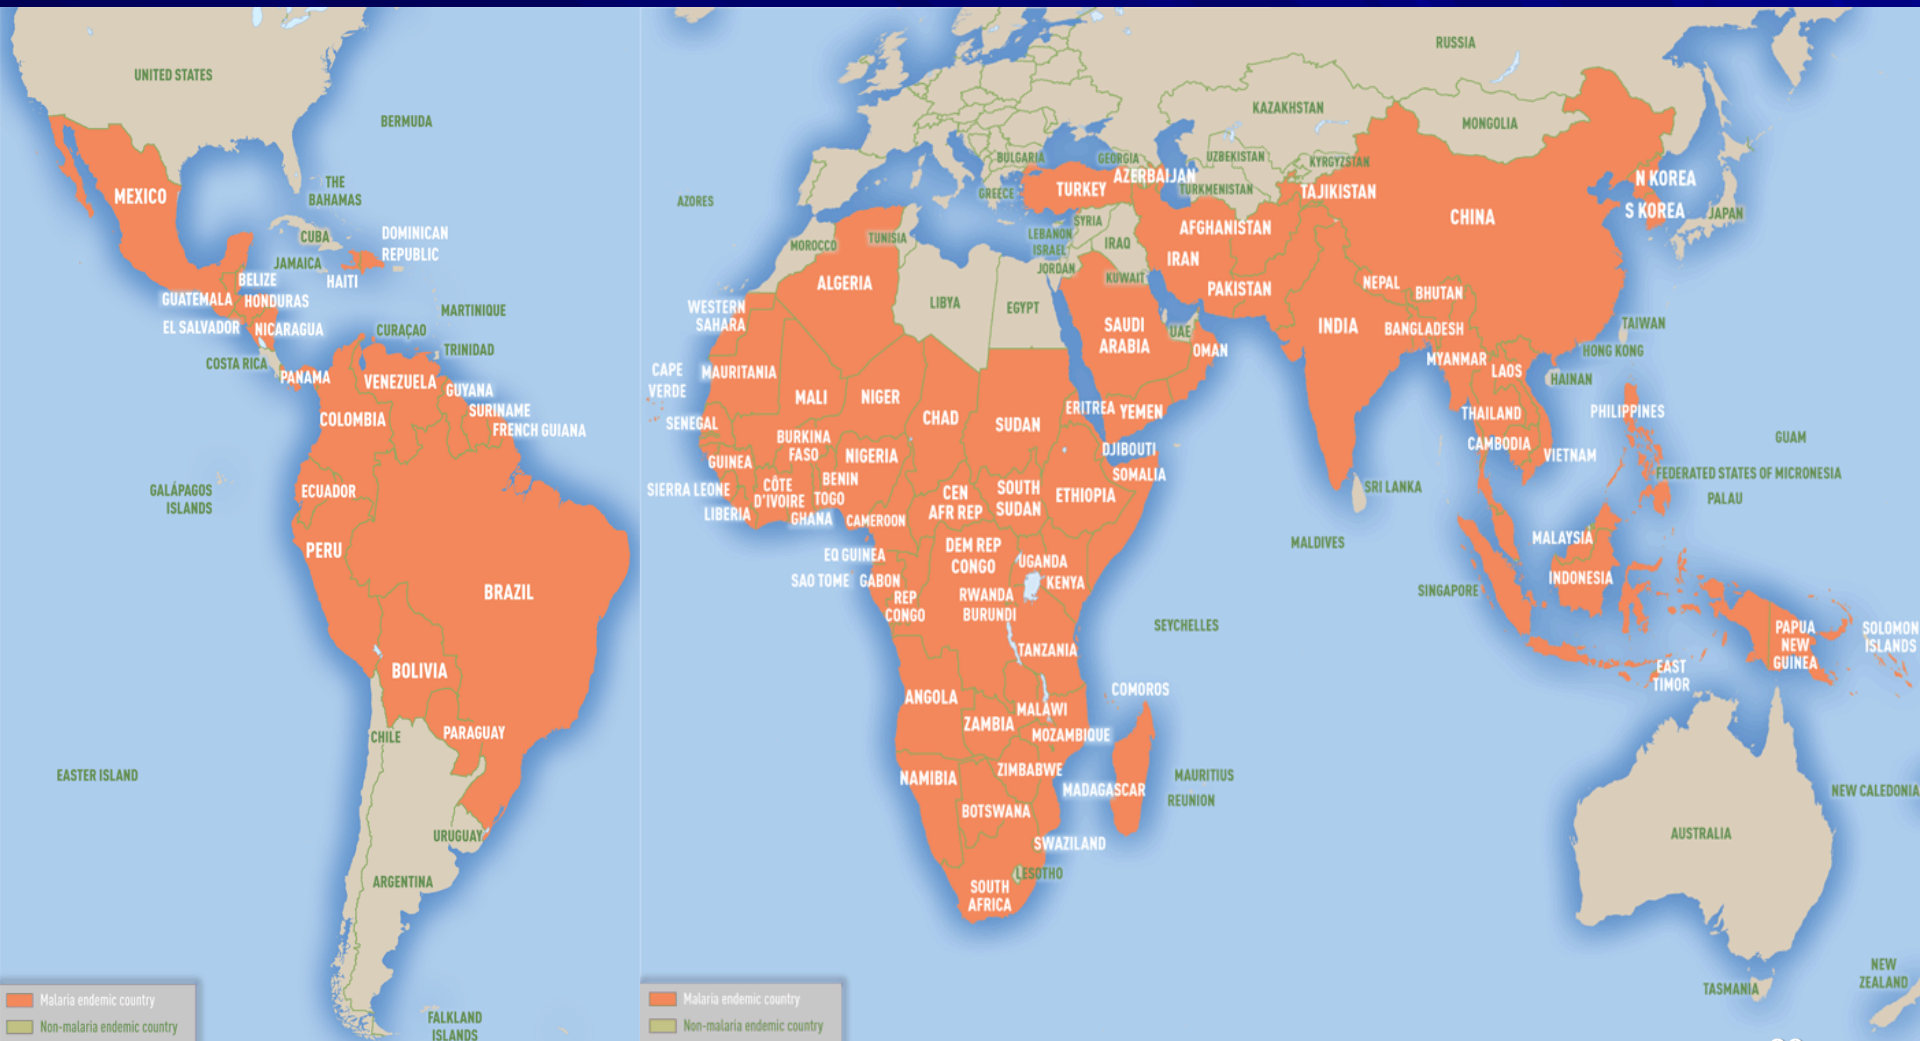 UNITED STATES
BERMUDA
MEXICO
THE
BAHAMAS
CUBA
DOMINICAN
REPUBLIC
JAMAICA
HAITI
BELIZE
GUATEMALA
HONDURAS
EL SALVADOR
NICARAGUA
MARTINIQUE
CURAÇAO
TRINIDAD
COSTA RICA
PANAMA
VENEZUELA
GUYANA
SURINAME
FRENCH GUIANA
COLOMBIA
GALÁPAGOS
ISLANDS
ECUADOR
PERU
BRAZIL
BOLIVIA
PARAGUAY
CHILE
EASTER ISLAND
URUGUAY
ARGENTINA
FALKLAND
ISLANDS
Malaria endemic country
Non-malaria endemic country
RUSSIA
KAZAKHSTAN
MONGOLIA
BULGARIA
GEORGIA
UZBEKISTAN
KYRGYZSTAN
AZERBAIJAN
TURKEY
GREECE
TURKMENISTAN
TAJIKISTAN
N KOREA
S KOREA
JAPAN
CHINA
AZORES
SYRIA
LEBANON
ISRAEL
IRAQ
JORDAN
KUWAIT
AFGHANISTAN
IRAN
PAKISTAN
NEPAL
BHUTAN
MOROCCO
TUNISIA
ALGERIA
LIBYA
EGYPT
WESTERN
SAHARA
SAUDI
ARABIA
UAE
OMAN
INDIA
BANGLADESH
TAIWAN
HONG KONG
MYANMAR
LAOS
HAINAN
CAPE
VERDE
MAURITANIA
MALI
NIGER
CHAD
SUDAN
ERITREA
YEMEN
THAILAND
PHILIPPINES
SENEGAL
BURKINA
FASO
NIGERIA
DJIBOUTI
SOMALIA
CAMBODIA
VIETNAM
GUAM
GUINEA
BENIN
SIERRA LEONE
CÔTE
D'IVOIRE
TOGO
LIBERIA
GHANA
CAMEROON
CEN
AFR REP
SOUTH
SUDAN
ETHIOPIA
SRI LANKA
FEDERATED STATES OF MICRONESIA
PALAU
MALDIVES
MALAYSIA
INDONESIA
SINGAPORE
EQ GUINEA
SAO TOME
GABON
DEM REP
CONGO
UGANDA
KENYA
REP
CONGO
RWANDA
BURUNDI
SEYCHELLES
TANZANIA
PAPUA
NEW
GUINEA
SOLOMON
ISLANDS
EAST
TIMOR
ANGOLA
COMOROS
MALAWI
ZAMBIA
MOZAMBIQUE
NAMIBIA
ZIMBABWE
MADAGASCAR
MAURITIUS
REUNION
BOTSWANA
SWAZILAND
LESOTHO
SOUTH
AFRICA
NEW CALEDONIA
AUSTRALIA
TASMANIA
NEW
ZEALAND
Malaria endemic country
Non-malaria endemic country